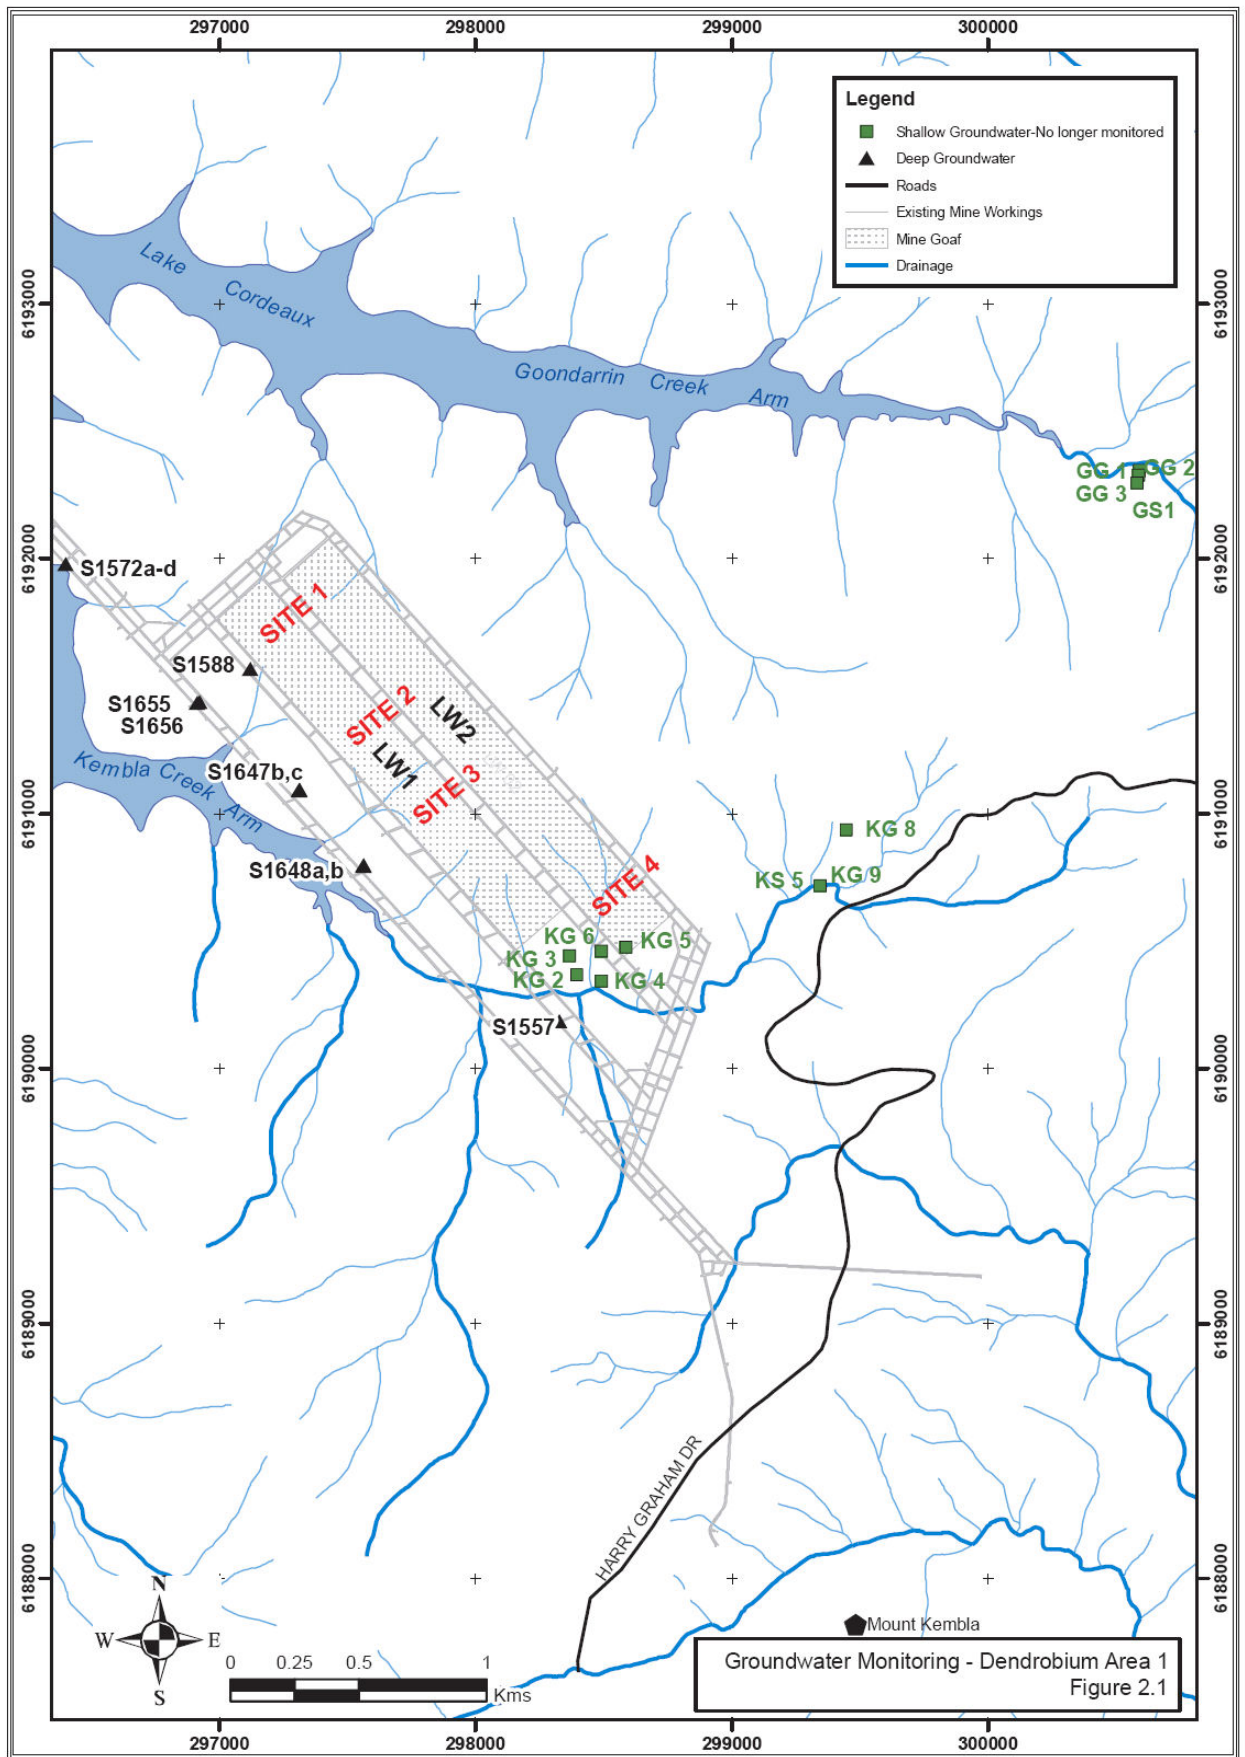 297000 298000 299000 300000
Legend
Shallow Groundwater-No longer monitored
Deep Groundwater
Roads
Existing Mine Workings
Mine Goaf
Drainage
Lake
Cordeaux
6193000 6193000
Goondarrin Creek Arm
GG 1 GG 2
GG 3
GS1
6192000 6192000
S1572a-d
SITE 1
S1588
S1655
S1656
SITE 2
LW2
LW1
SITE 3
Kembla Creek Arm
S1647b,c
6191000 6191000
KG 8
S1648a,b
SITE 4
KS 5 KG 9
KG 6 KG 5
KG 3
KG 2 KG 4
S1557
6190000 6190000
6189000 6189000
HARRY GRAHAM DR
6188000 6188000
N
W E
S
Mount Kembla
0 0.25 0.5 1
Kms
Groundwater Monitoring - Dendrobium Area 1
Figure 2.1
297000 298000 299000 300000